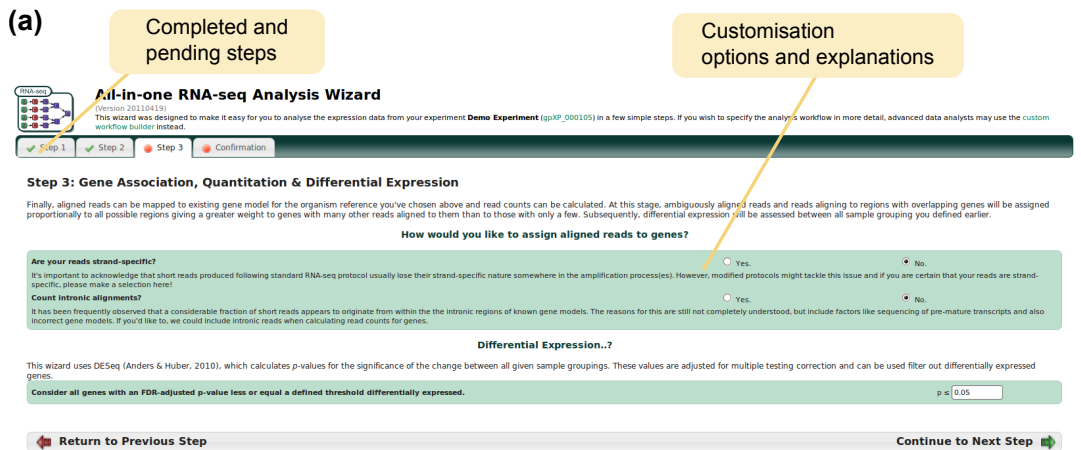 (a)
Completed and
pending steps
Customisation
options and explanations
RNA-seq
All-in-one RNA-seq Analysis Wizard
(Version 20110419)
This wizard was designed to make it easy for you to analyse the expression data from your experiment Demo Experiment (gpXP_000105) in a few simple steps. If you wish to specify the analysis workflow in more detail, advanced data analysts may use the custom
workflow builder instead.
Step 1
Step 2
Step 3
Confirmation
Step 3: Gene Association, Quantitation & Differential Expression
Finally, aligned reads can be mapped to existing gene model for the organism reference you've chosen above and read counts can be calculated. At this stage, ambiguously aligned reads and reads aligning to regions with overlapping genes will be assigned
proportionally to all possible regions giving a greater weight to genes with many other reads aligned to them than to those with only a few. Subsequently, differential expression will be assessed between all sample grouping you defined earlier.
How would you like to assign aligned reads to genes?
Are your reads strand-specific?
Yes.
No.
It's important to acknowledge that short reads produced following standard RNA-seq protocol usually lose their strand-specific nature somewhere in the amplification process(es). However, modified protocols might tackle this issue and if you are certain that your reads are strand-
specific, please make a selection here!
Count intronic alignments?
Yes.
No.
It has been frequently observed that a considerable fraction of short reads appears to originate from within the the intronic regions of known gene models. The reasons for this are still not completely understood, but include factors like sequencing of pre-mature transcripts and also
incorrect gene models. If you'd like to, we could include intronic reads when calculating read counts for genes.
Differential Expression..?
This wizard uses DESeq (Anders & Huber, 2010), which calculates p-values for the significance of the change between all given sample groupings. These values are adjusted for multiple testing correction and can be used filter out differentially expressed
genes.
Consider all genes with an FDR-adjusted p-value less or equal a defined threshold differentially expressed.
p ≤ 0.05
Return to Previous Step
Continue to Next Step